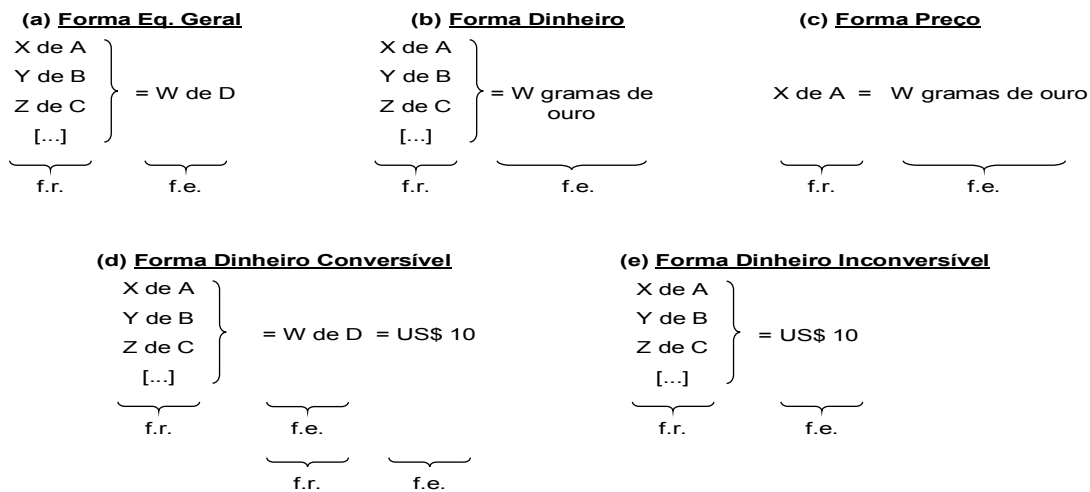 (a) Forma Eq. Geral
X de A
Y de B
Z de C
[...]
= W de D
f.r.
f.e.
(b) Forma Dinheiro
X de A
Y de B
Z de C
[...]
= W gramas de
ouro
f.r.
f.e.
(c) Forma Preço
X de A = W gramas de ouro
f.r.
f.e.
(d) Forma Dinheiro Conversível
X de A
Y de B
Z de C
[...]
= W de D = US$ 10
f.r.
f.e.
f.r.
f.e.
(e) Forma Dinheiro Inconversível
X de A
Y de B
Z de C
[...]
= US$ 10
f.r.
f.e.